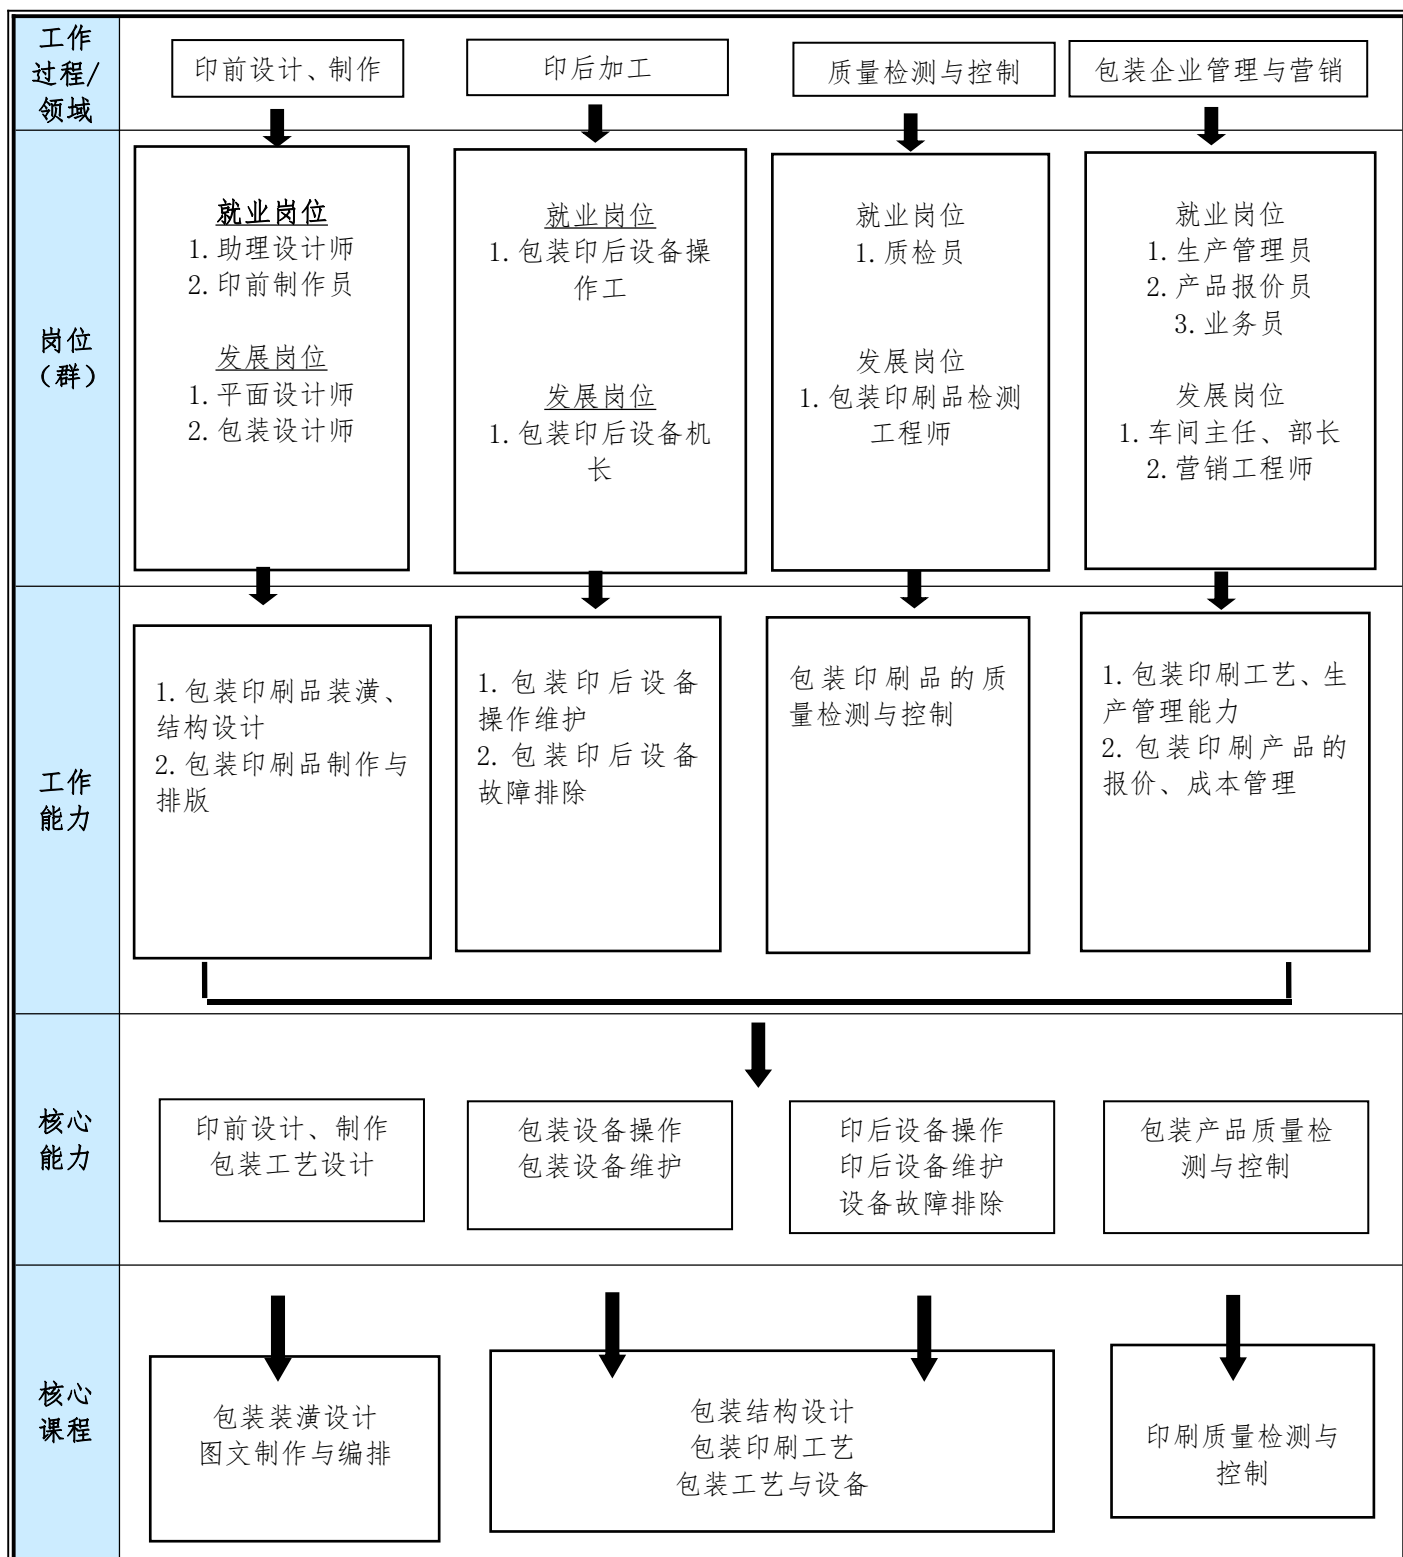 工作
过程/
领域
印前设计、制作
印后加工
质量检测与控制
包装企业管理与营销
岗位
（群）
就业岗位
1.助理设计师
2.印前制作员
发展岗位
1.平面设计师
2.包装设计师
就业岗位
1.包装印后设备操
作工
发展岗位
1.包装印后设备机
长
就业岗位
1.质检员
发展岗位
1.包装印刷品检测
工程师
就业岗位
1.生产管理员
2.产品报价员
3.业务员
发展岗位
1.车间主任、部长
2.营销工程师
工作
能力
1.包装印刷品装潢、
结构设计
2.包装印刷品制作与
排版
1.包装印后设备
操作维护
2.包装印后设备
故障排除
包装印刷品的质
量检测与控制
1.包装印刷工艺、生
产管理能力
2.包装印刷产品的
报价、成本管理
核心
能力
印前设计、制作
包装工艺设计
包装设备操作
包装设备维护
印后设备操作
印后设备维护
设备故障排除
包装产品质量检
测与控制
核心
课程
包装装潢设计
图文制作与编排
包装结构设计
包装印刷工艺
包装工艺与设备
印刷质量检测与
控制